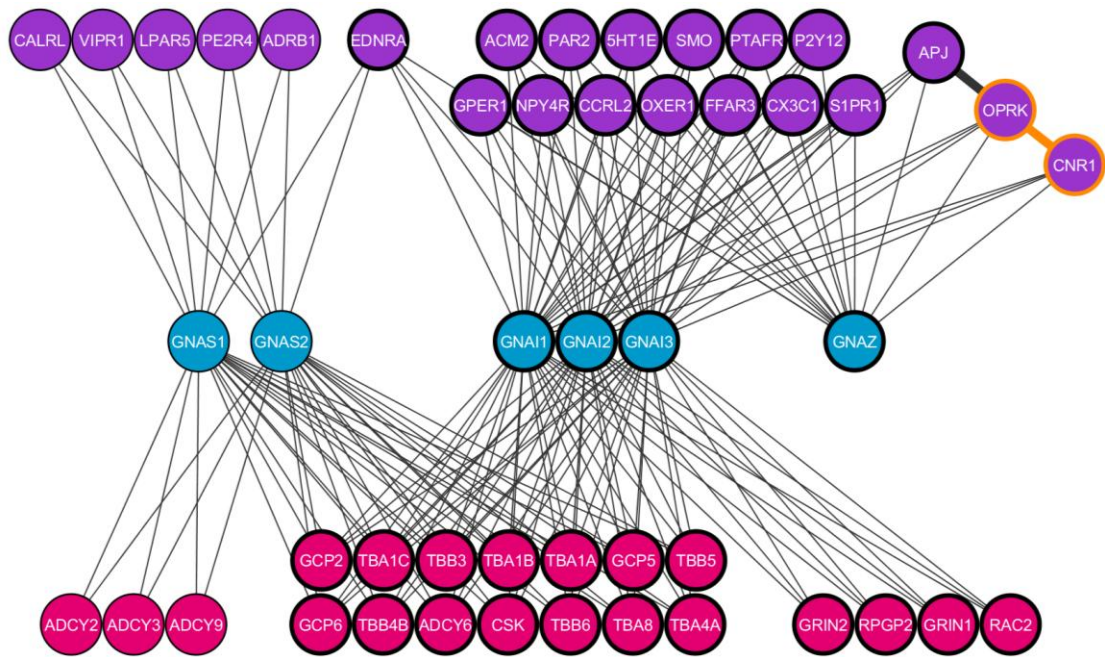 CALRL VIPR1 LPAR5 PE2R4 ADRB1 EDNRA ACM2 PAR2 5HT1E SMO PTAFR P2Y12 APJ
GPER1 NPY4R CCRL2 OXER1 FFAR3 CX3C1 S1PR1 OPRK
CNR1
GNAS1 GNAS2 GNAI1 GNAI2 GNAI3 GNAZ
GCP2 TBA1C TBB3 TBA1B TBA1A GCP5 TBB5
ADCY2 ADCY3 ADCY9 GCP6 TBB4B ADCY6 CSK TBB6 TBA8 TBA4A GRIN2 RPGP2 GRIN1 RAC2